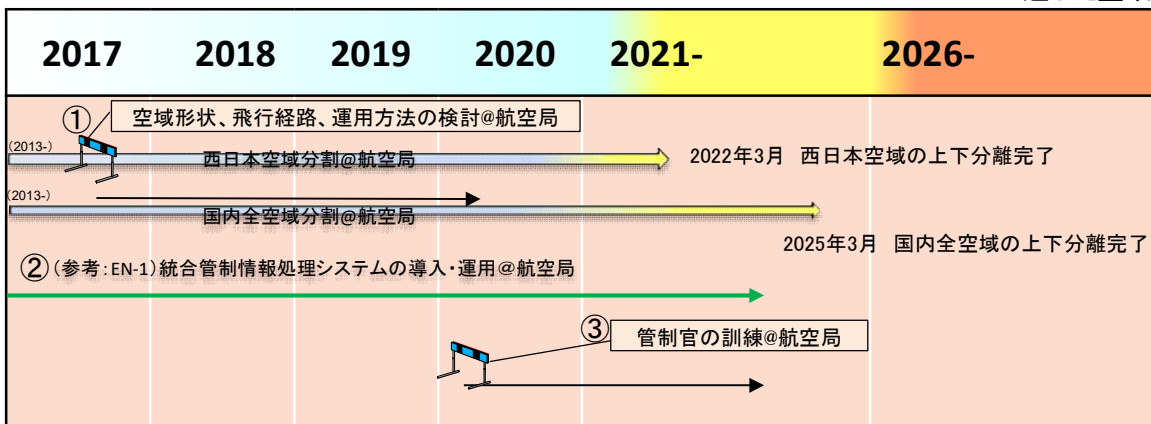 2017 2018 2019 2020 2021- 2026-
① 空域形状、飛行経路、運用方法の検討@航空局
(2013-)
西日本空域分割@航空局 2022年3月 西日本空域の上下分離完了
(2013-)
国内全空域分割@航空局
2025年3月 国内全空域の上下分離完了
②(参考:EN-1)統合管制情報処理システムの導入・運用@航空局
③ 管制官の訓練@航空局